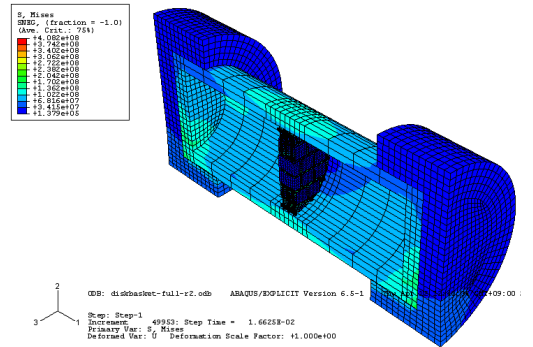 S, Mises
SNEG, (fraction = -1.0)
(Ave. Crit.: 75%)
+4.082e+08
+3.742e+08
+3.402e+08
+3.062e+08
+2.722e+08
+2.382e+08
+2.042e+08
+1.702e+08
+1.362e+08
+1.022e+08
+6.816e+07
+3.415e+07
+1.379e+05
2
3
1
ODB: diskbasket-full-r2.odb ABAQUS/EXPLICIT Version 6.5-1
+09:00
Step: Step-1
Increment 49953: Step Time = 1.6625E-02
Primary Var: S, Mises
Deformed Var: U Deformation Scale Factor: +1.000e+00